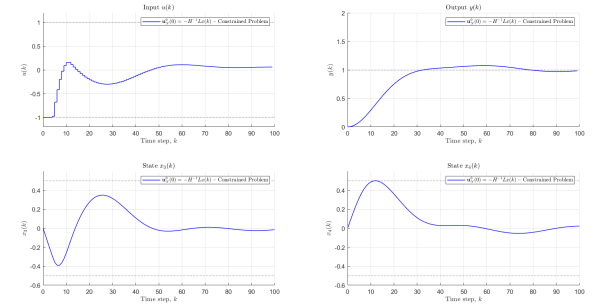 Input u(k)
u⁰ₙ(0) = −H⁻¹Lx(k) − Constrained Problem
1
0.5
0
-0.5
-1
u(k)
0 10 20 30 40 50 60 70 80 90 100
Time step, k
Output y(k)
u⁰ₙ(0) = −H⁻¹Lx(k) − Constrained Problem
2
1.5
1
0.5
0
y(k)
0 10 20 30 40 50 60 70 80 90 100
Time step, k
State x₂(k)
u⁰ₙ(0) = −H⁻¹Lx(k) − Constrained Problem
0.4
0.2
0
-0.2
-0.4
-0.6
0 10 20 30 40 50 60 70 80 90 100
Time step, k
State x₄(k)
u⁰ₙ(0) = −H⁻¹Lx(k) − Constrained Problem
0.4
0.2
0
-0.2
-0.4
-0.6
x₄(k)
0 10 20 30 40 50 60 70 80 90 100
Time step, k